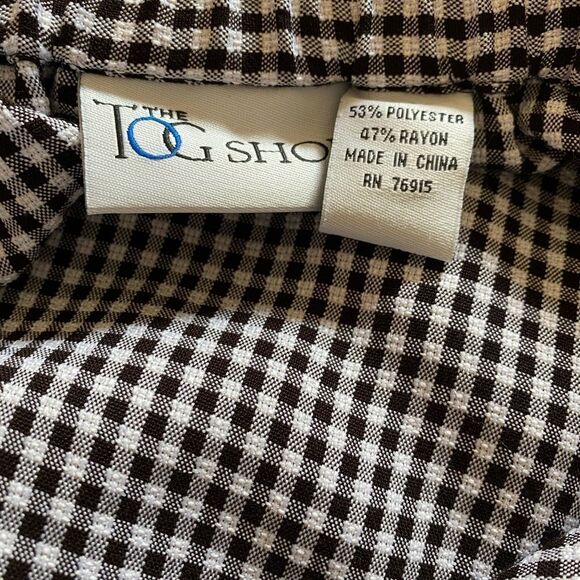 THE
TOG SHO
53% POLYESTER
47% RAYON
MADE IN CHINA
RN 76915